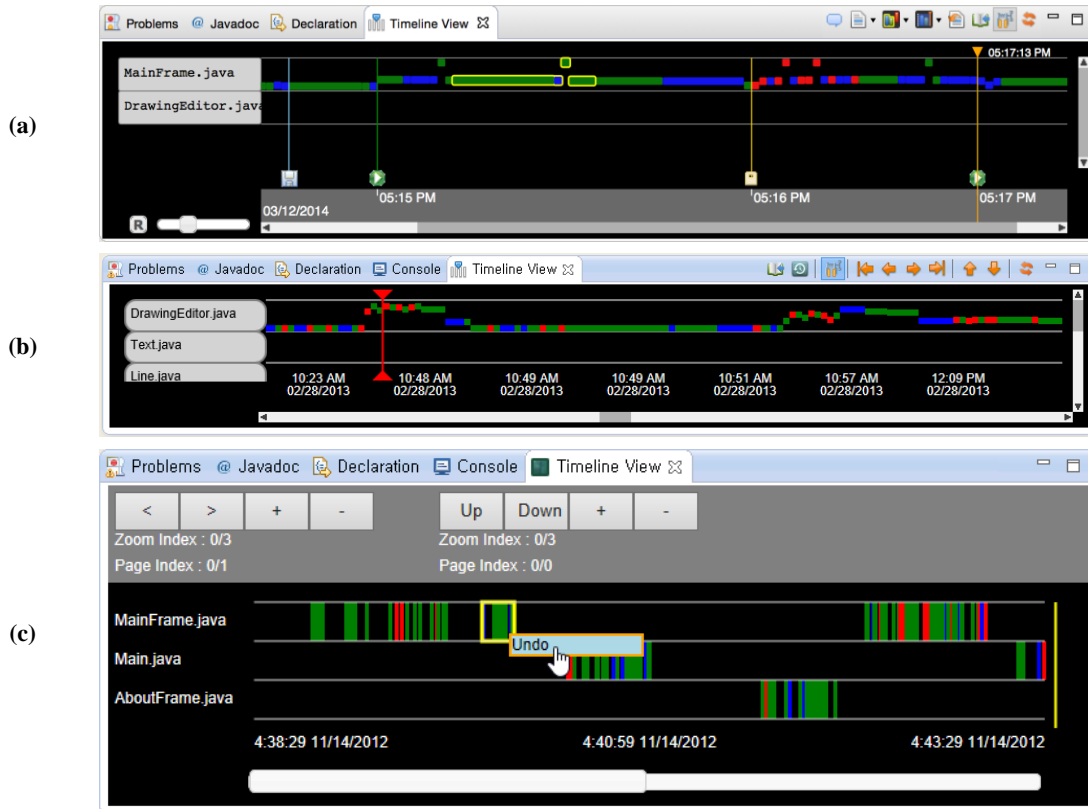 (a)
Problems @ Javadoc Declaration Timeline View
05:17:13 PM
MainFrame.java
DrawingEditor.java
05:15 PM 05:16 PM 05:17 PM
03/12/2014
R
(b)
Problems @ Javadoc Declaration Console Timeline View
DrawingEditor.java
Text.java
Line.java
10:23 AM 10:48 AM 10:49 AM 10:49 AM 10:51 AM 10:57 AM 12:09 PM
02/28/2013 02/28/2013 02/28/2013 02/28/2013 02/28/2013 02/28/2013 02/28/2013
(c)
Problems @ Javadoc Declaration Console Timeline View
< > + - Up Down + -
Zoom Index : 0/3 Zoom Index : 0/3
Page Index : 0/1 Page Index : 0/0
MainFrame.java
Undo
Main.java
AboutFrame.java
4:38:29 11/14/2012 4:40:59 11/14/2012 4:43:29 11/14/2012